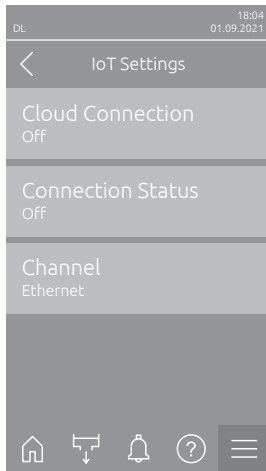 18:04
DL 01.09.2021
IoT Settings
Cloud Connection
Off
Connection Status
Off
Channel
Ethernet
?